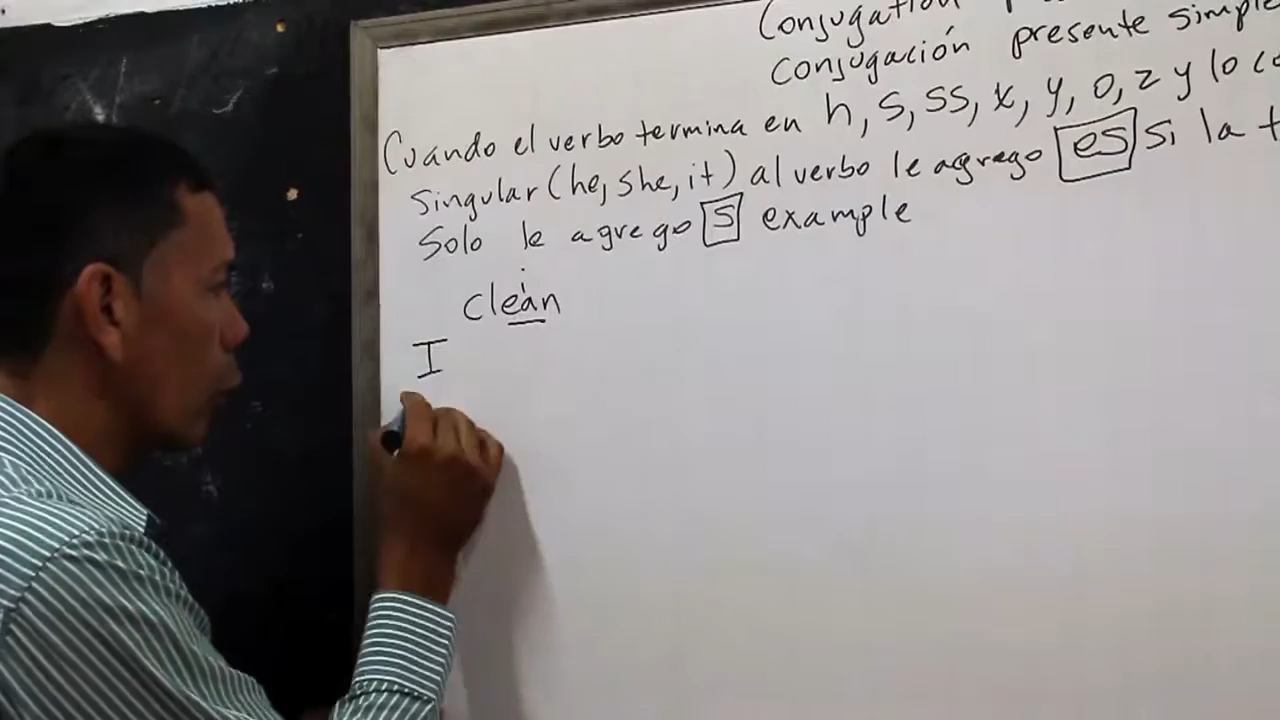 Conjugation
conjugación presente simple
Cuando el verbo termina en h, s, ss, x, y, o, z y lo co
singular (he, she, it) al verbo le agrego es si la t
Solo le agrego s example
clean
I